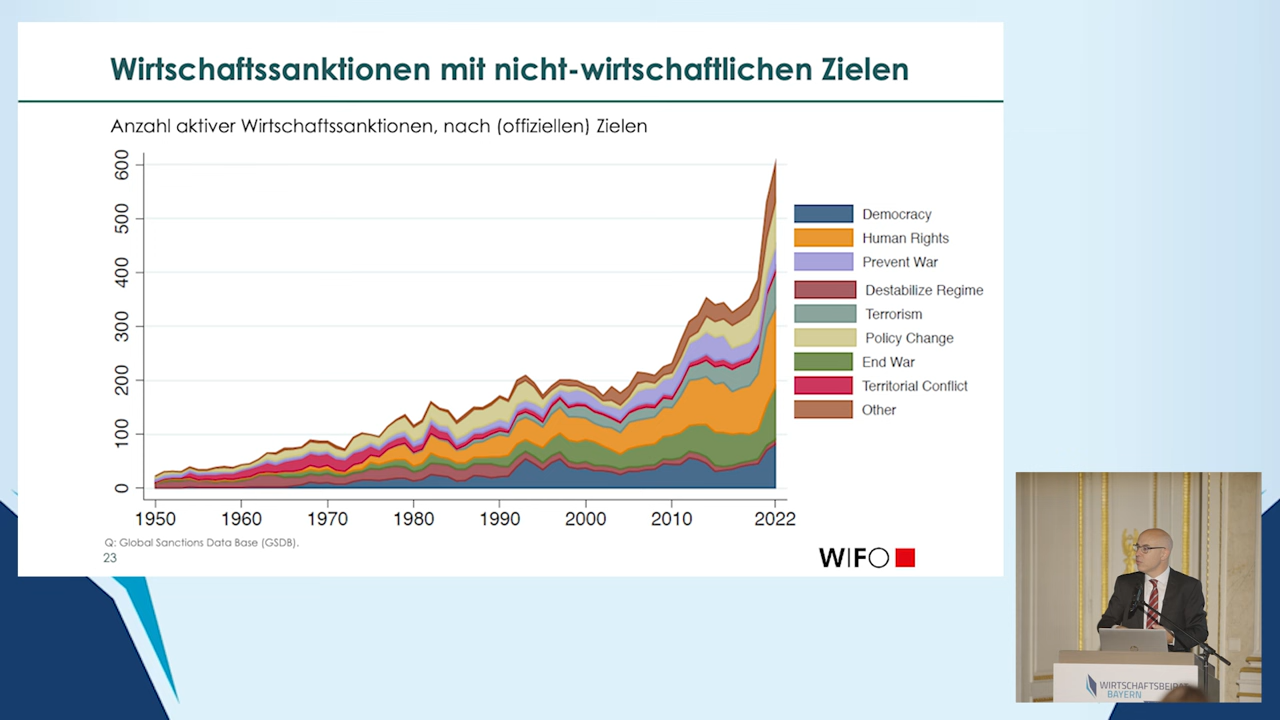 Wirtschaftssanktionen mit nicht-wirtschaftlichen Zielen
Anzahl aktiver Wirtschaftssanktionen, nach (offiziellen) Zielen
600
500
400
300
200
100
0
1950
1960
1970
1980
1990
2000
2010
2022
Democracy
Human Rights
Prevent War
Destabilize Regime
Terrorism
Policy Change
End War
Territorial Conflict
Other
Q: Global Sanctions Data Base (GSDB).
23
WIFO
WIRTSCHAFTSBEIRAT
BAYERN